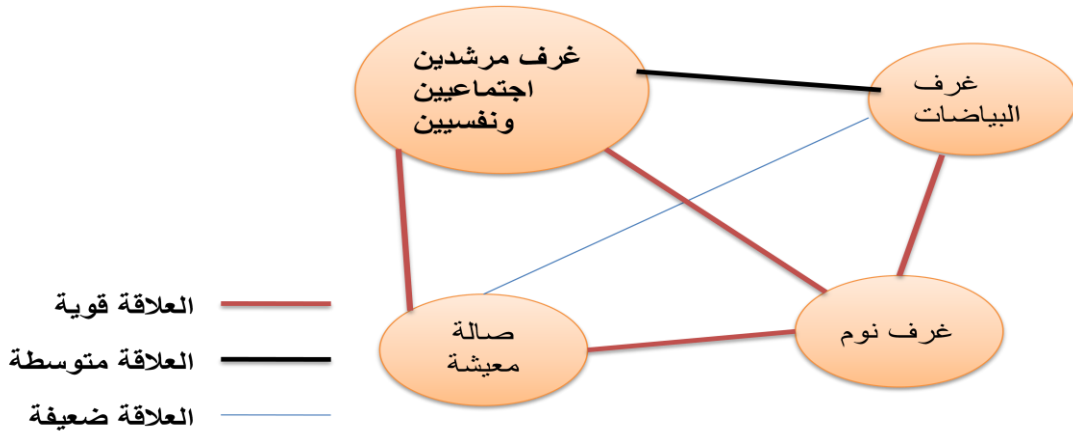 غرف مرشدين
اجتماعيين
ونفسيين
غرف
البياضات
صالة
معيشة
غرف نوم
العلاقة قوية
العلاقة متوسطة
العلاقة ضعيفة